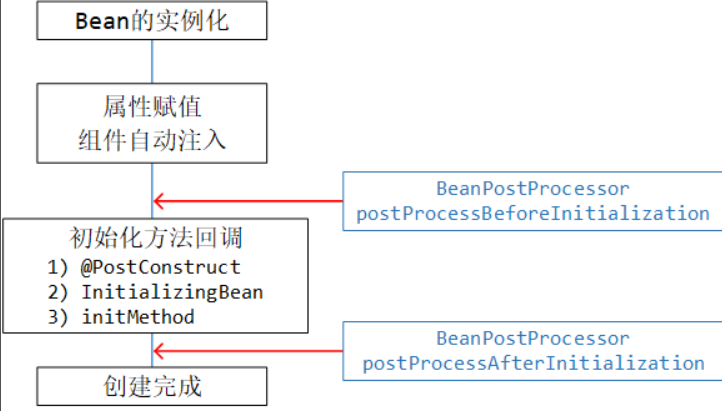 Bean的实例化
属性赋值
组件自动注入
BeanPostProcessor
postProcessBeforeInitialization
初始化方法回调
1) @PostConstruct
2) InitializingBean
3) initMethod
BeanPostProcessor
postProcessAfterInitialization
创建完成